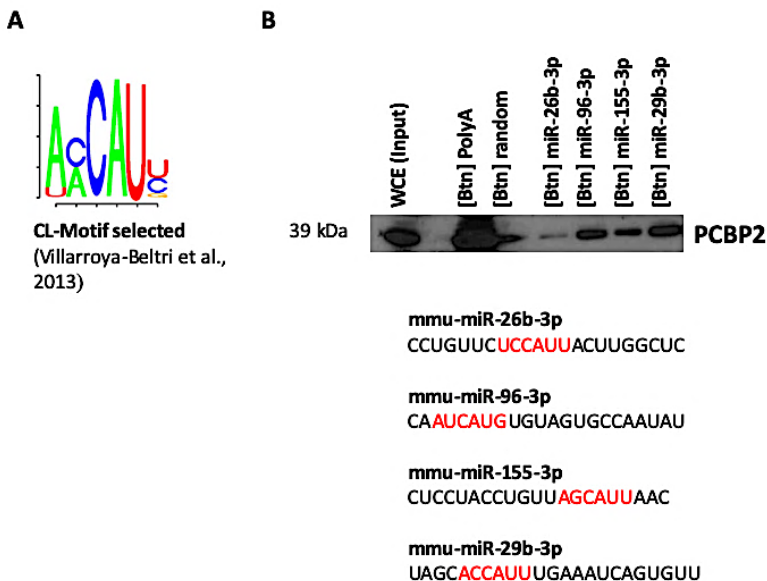 A
B
CL-Motif selected
(Villarroya-Beltri et al.,
2013)
WCE (Input)
[Btn] PolyA
[Btn] random
[Btn] miR-26b-3p
[Btn] miR-96-3p
[Btn] miR-155-3p
[Btn] miR-29b-3p
39 kDa
PCBP2
mmu-miR-26b-3p
CCUGUUCUCCAUUACUUGGCUC
mmu-miR-96-3p
CAAUCAUGUGUAGUGCCAAUAU
mmu-miR-155-3p
CUCCUACCUGUUAGCAUUAAC
mmu-miR-29b-3p
UAGCACCAUUUGAAAUCAGUGUU